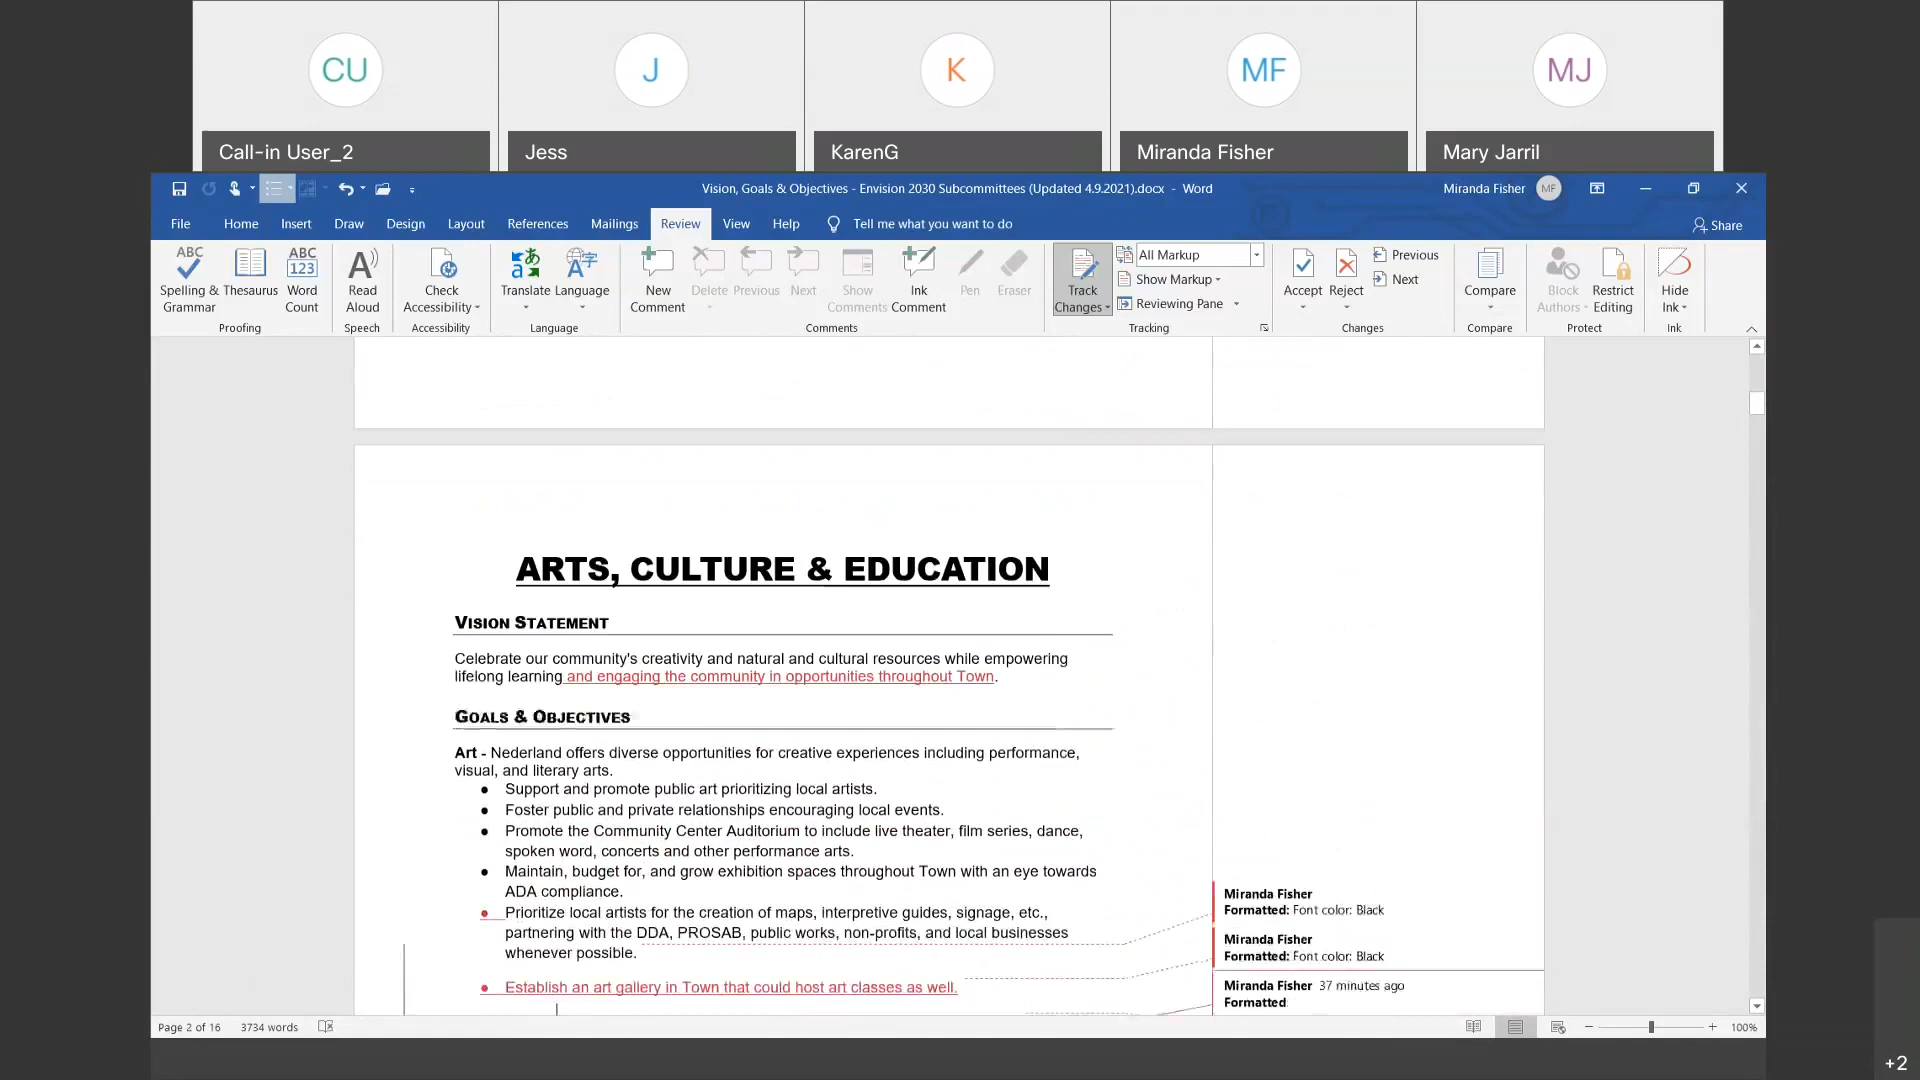 CU
J
K
MF
MJ
Call-in User_2
Jess
KarenG
Miranda Fisher
Mary Jarril
Vision, Goals & Objectives - Envision 2030 Subcommittees (Updated 4.9.2021).docx - Word
Miranda Fisher
MF
File Home Insert Draw Design Layout References Mailings Review View Help Tell me what you want to do
Share
ABC
Spelling & Grammar
Thesaurus
ABC 123
Word Count
Proofing
A
Read Aloud
Speech
Check Accessibility
Accessibility
Translate
Language
Language
New Comment
Delete
Previous
Next
Show Comments
Ink Comment
Pen
Eraser
Comments
Track Changes
All Markup
Show Markup
Reviewing Pane
Tracking
Accept
Reject
Previous
Next
Changes
Compare
Compare
Block Authors
Restrict Editing
Protect
Hide Ink
Ink
ARTS, CULTURE & EDUCATION
VISION STATEMENT
Celebrate our community's creativity and natural and cultural resources while empowering
lifelong learning and engaging the community in opportunities throughout Town.
GOALS & OBJECTIVES
Art - Nederland offers diverse opportunities for creative experiences including performance,
visual, and literary arts.
● Support and promote public art prioritizing local artists.
● Foster public and private relationships encouraging local events.
● Promote the Community Center Auditorium to include live theater, film series, dance,
spoken word, concerts and other performance arts.
● Maintain, budget for, and grow exhibition spaces throughout Town with an eye towards
ADA compliance.
● Prioritize local artists for the creation of maps, interpretive guides, signage, etc.,
partnering with the DDA, PROSAB, public works, non-profits, and local businesses
whenever possible.
● Establish an art gallery in Town that could host art classes as well.
Miranda Fisher
Formatted: Font color: Black
Miranda Fisher
Formatted: Font color: Black
Miranda Fisher 37 minutes ago
Formatted
Page 2 of 16 3734 words
100%
+2